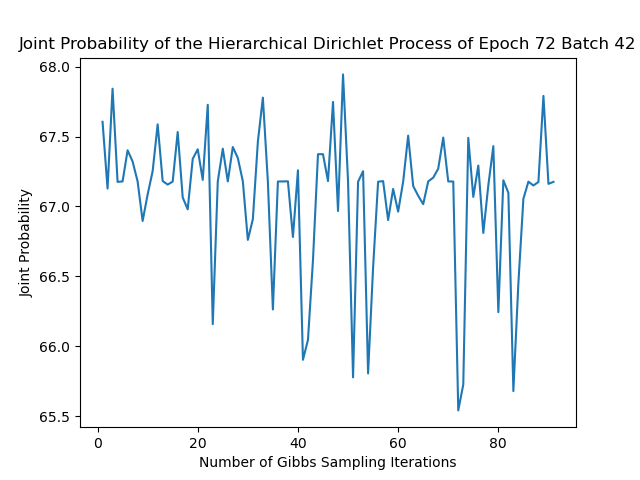 Joint Probability of the Hierarchical Dirichlet Process of Epoch 72 Batch 42
68.0
67.5
67.0
66.5
66.0
65.5
Joint Probability
0 20 40 60 80
Number of Gibbs Sampling Iterations